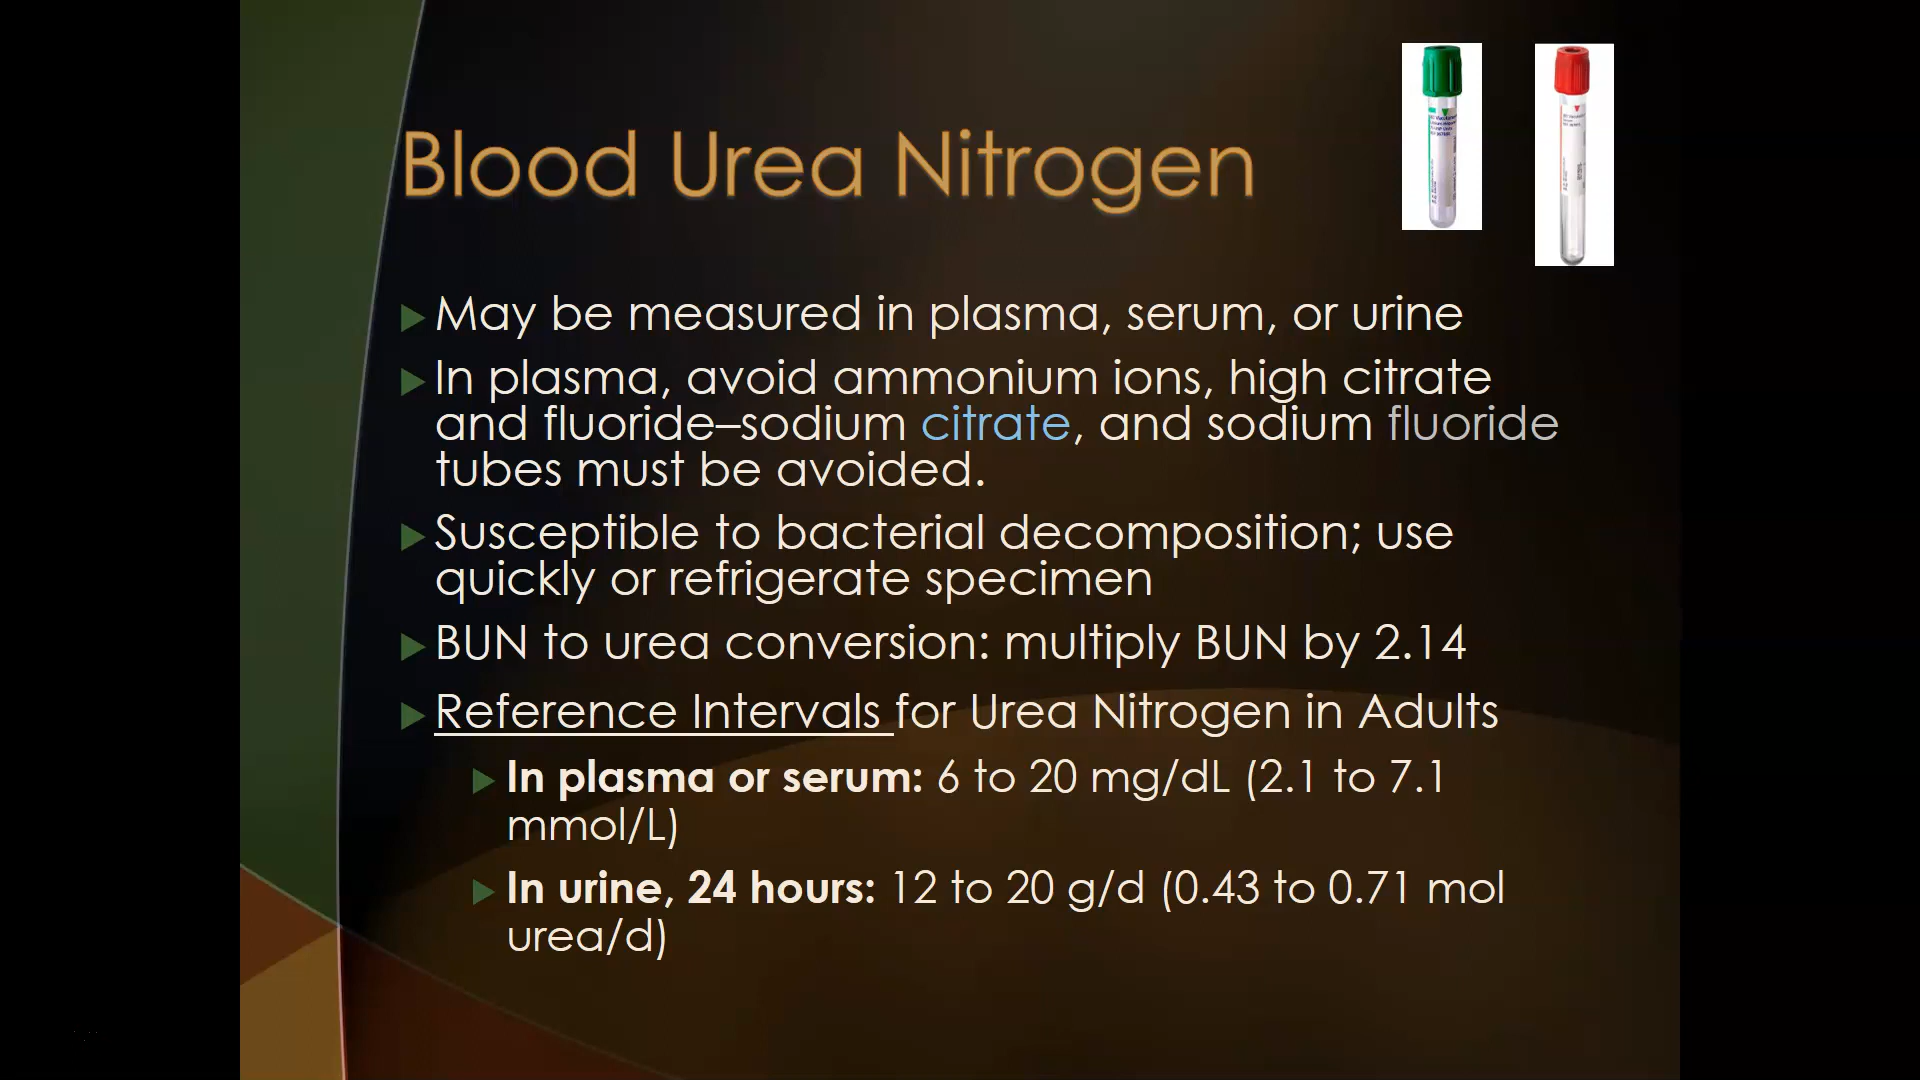 Blood Urea Nitrogen
May be measured in plasma, serum, or urine
In plasma, avoid ammonium ions, high citrate
and fluoride–sodium citrate, and sodium fluoride
tubes must be avoided.
Susceptible to bacterial decomposition; use
quickly or refrigerate specimen
BUN to urea conversion: multiply BUN by 2.14
Reference Intervals for Urea Nitrogen in Adults
In plasma or serum: 6 to 20 mg/dL (2.1 to 7.1
mmol/L)
In urine, 24 hours: 12 to 20 g/d (0.43 to 0.71 mol
urea/d)